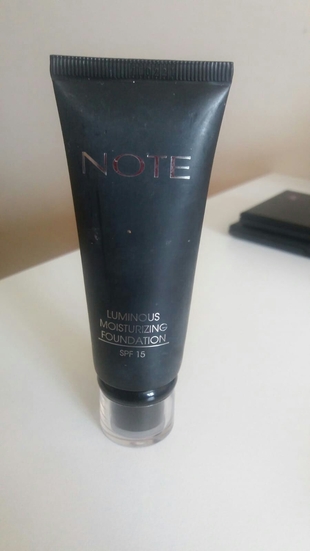 NOTE
LUMINOUS
MOISTURIZING
FOUNDATION
SPF 15